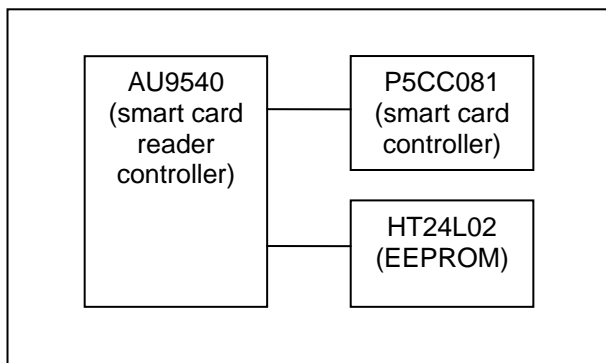 AU9540
(smart card
reader
controller)
P5CC081
(smart card
controller)
HT24L02
(EEPROM)